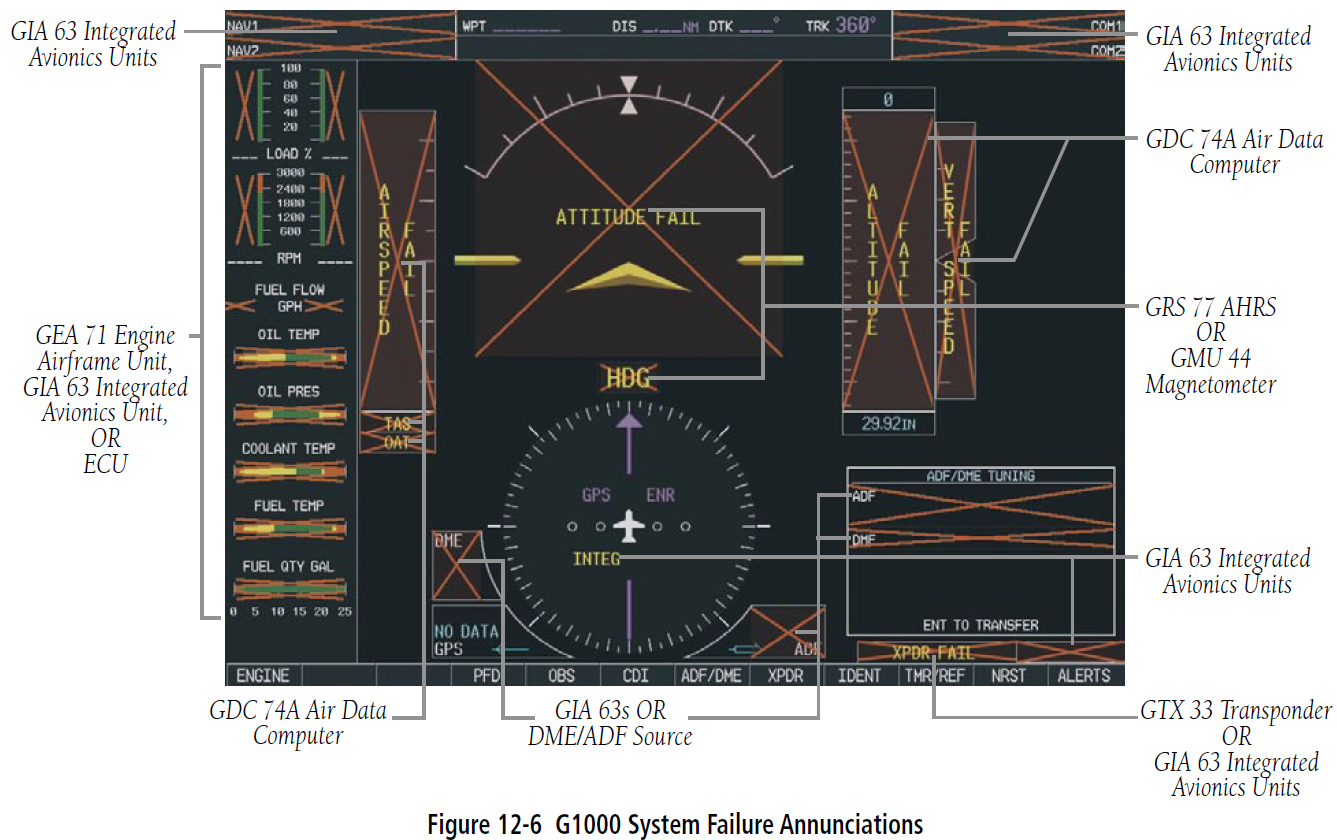 GIA 63 Integrated
Avionics Units
NAV1
NAV2
WPT _______ DIS __.__NM DTK ___° TRK 360°
COM1
COM2
GIA 63 Integrated
Avionics Units
100
80
60
40
20
___ LOAD % ___
3000
2400
1800
1200
600
____ RPM ____
FUEL FLOW
GPH
OIL TEMP
OIL PRES
COOLANT TEMP
FUEL TEMP
FUEL QTY GAL
0 5 10 15 20 25
GEA 71 Engine
Airframe Unit,
GIA 63 Integrated
Avionics Unit,
OR
ECU
AIRSPEED
FAIL
TAS
OAT
ATTITUDE FAIL
HDG
GPS ENR
INTEG
DME
NO DATA
GPS
ADF
0
ALTITUDE
FAIL
VERT SPEED
FAIL
29.92IN
ADF/DME TUNING
ADF
DME
ENT TO TRANSFER
XPDR FAIL
ENGINE PFD OBS CDI ADF/DME XPDR IDENT TMR/REF NRST ALERTS
GDC 74A Air Data
Computer
GRS 77 AHRS
OR
GMU 44
Magnetometer
GIA 63 Integrated
Avionics Units
GDC 74A Air Data
Computer
GIA 63s OR
DME/ADF Source
GTX 33 Transponder
OR
GIA 63 Integrated
Avionics Units
Figure 12-6 G1000 System Failure Annunciations